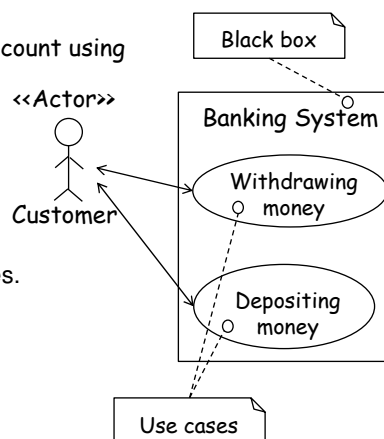 count using
Black box
‹‹Actor››
Banking System
Withdrawing
money
Customer
s.
Depositing
money
Use cases